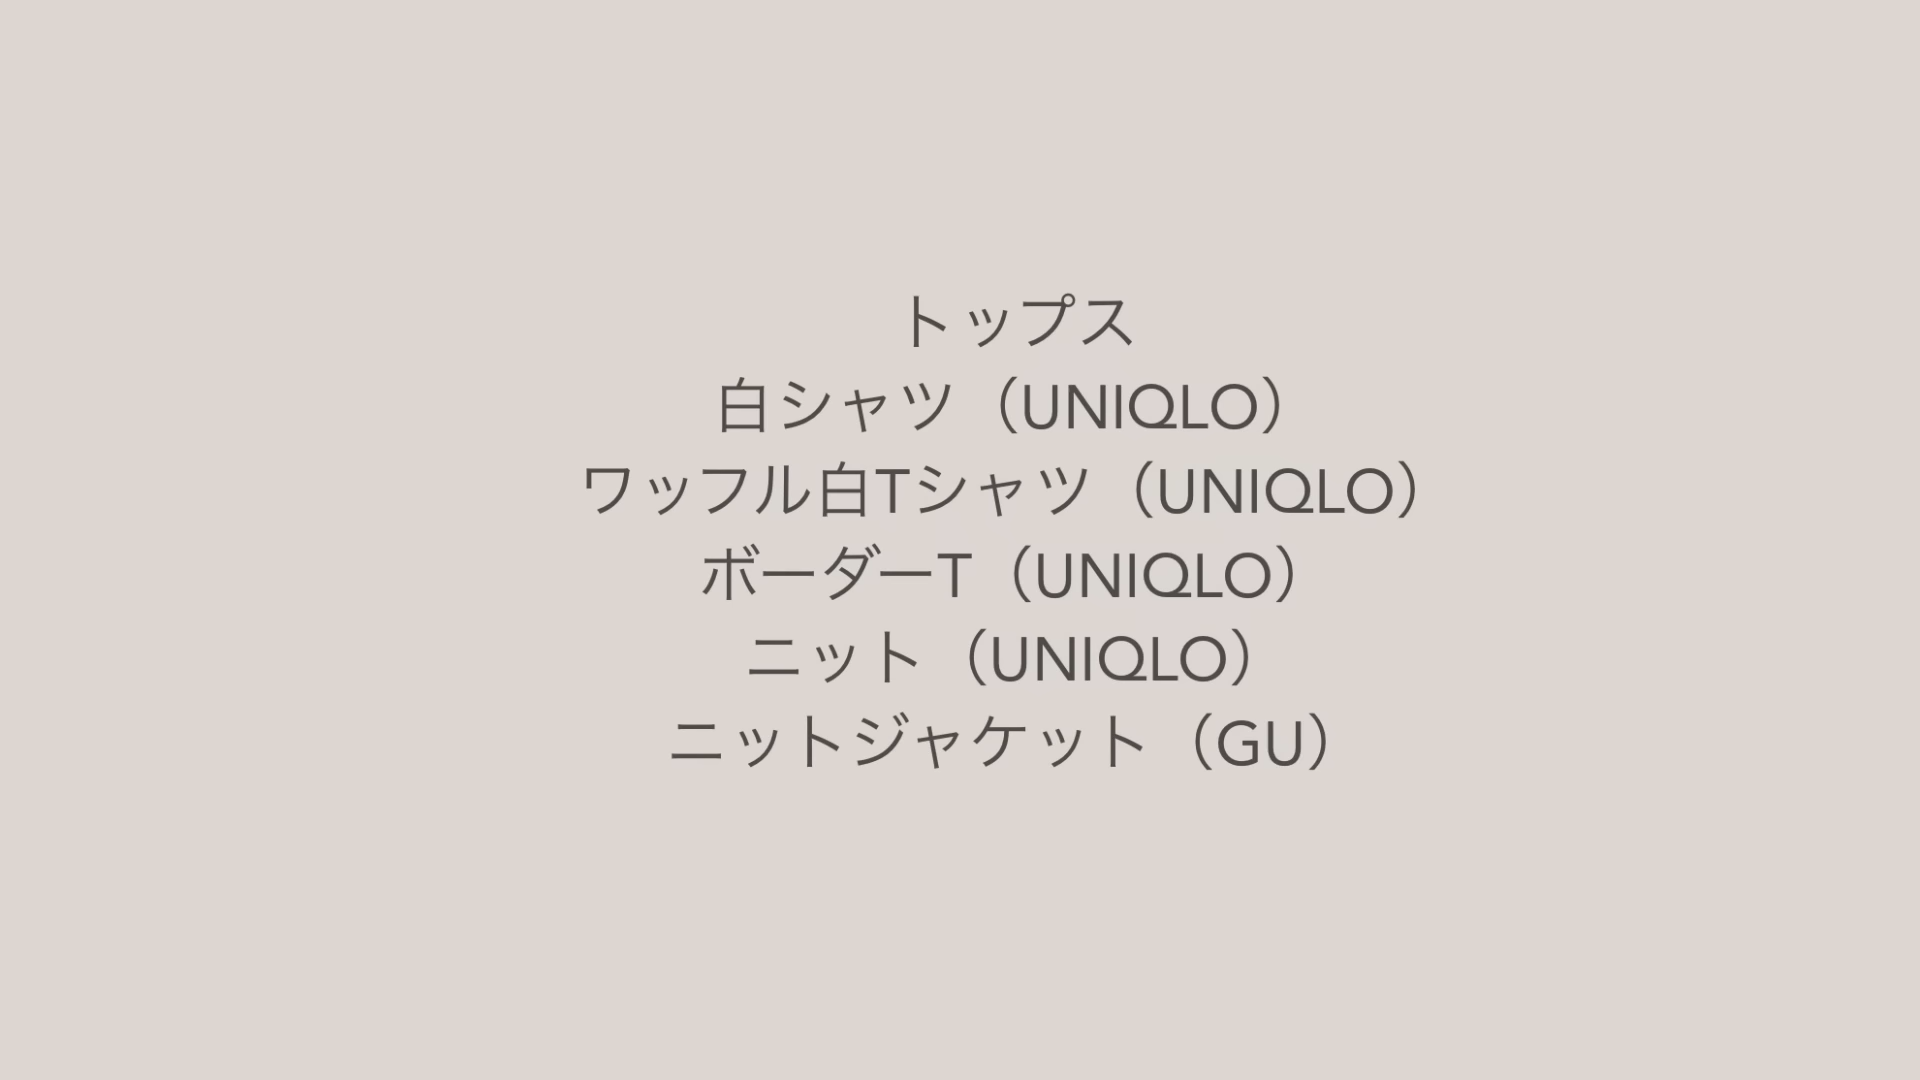 トップス
白シャツ（UNIQLO）
ワッフル白Tシャツ（UNIQLO）
ボーダーT（UNIQLO）
ニット（UNIQLO）
ニットジャケット（GU）